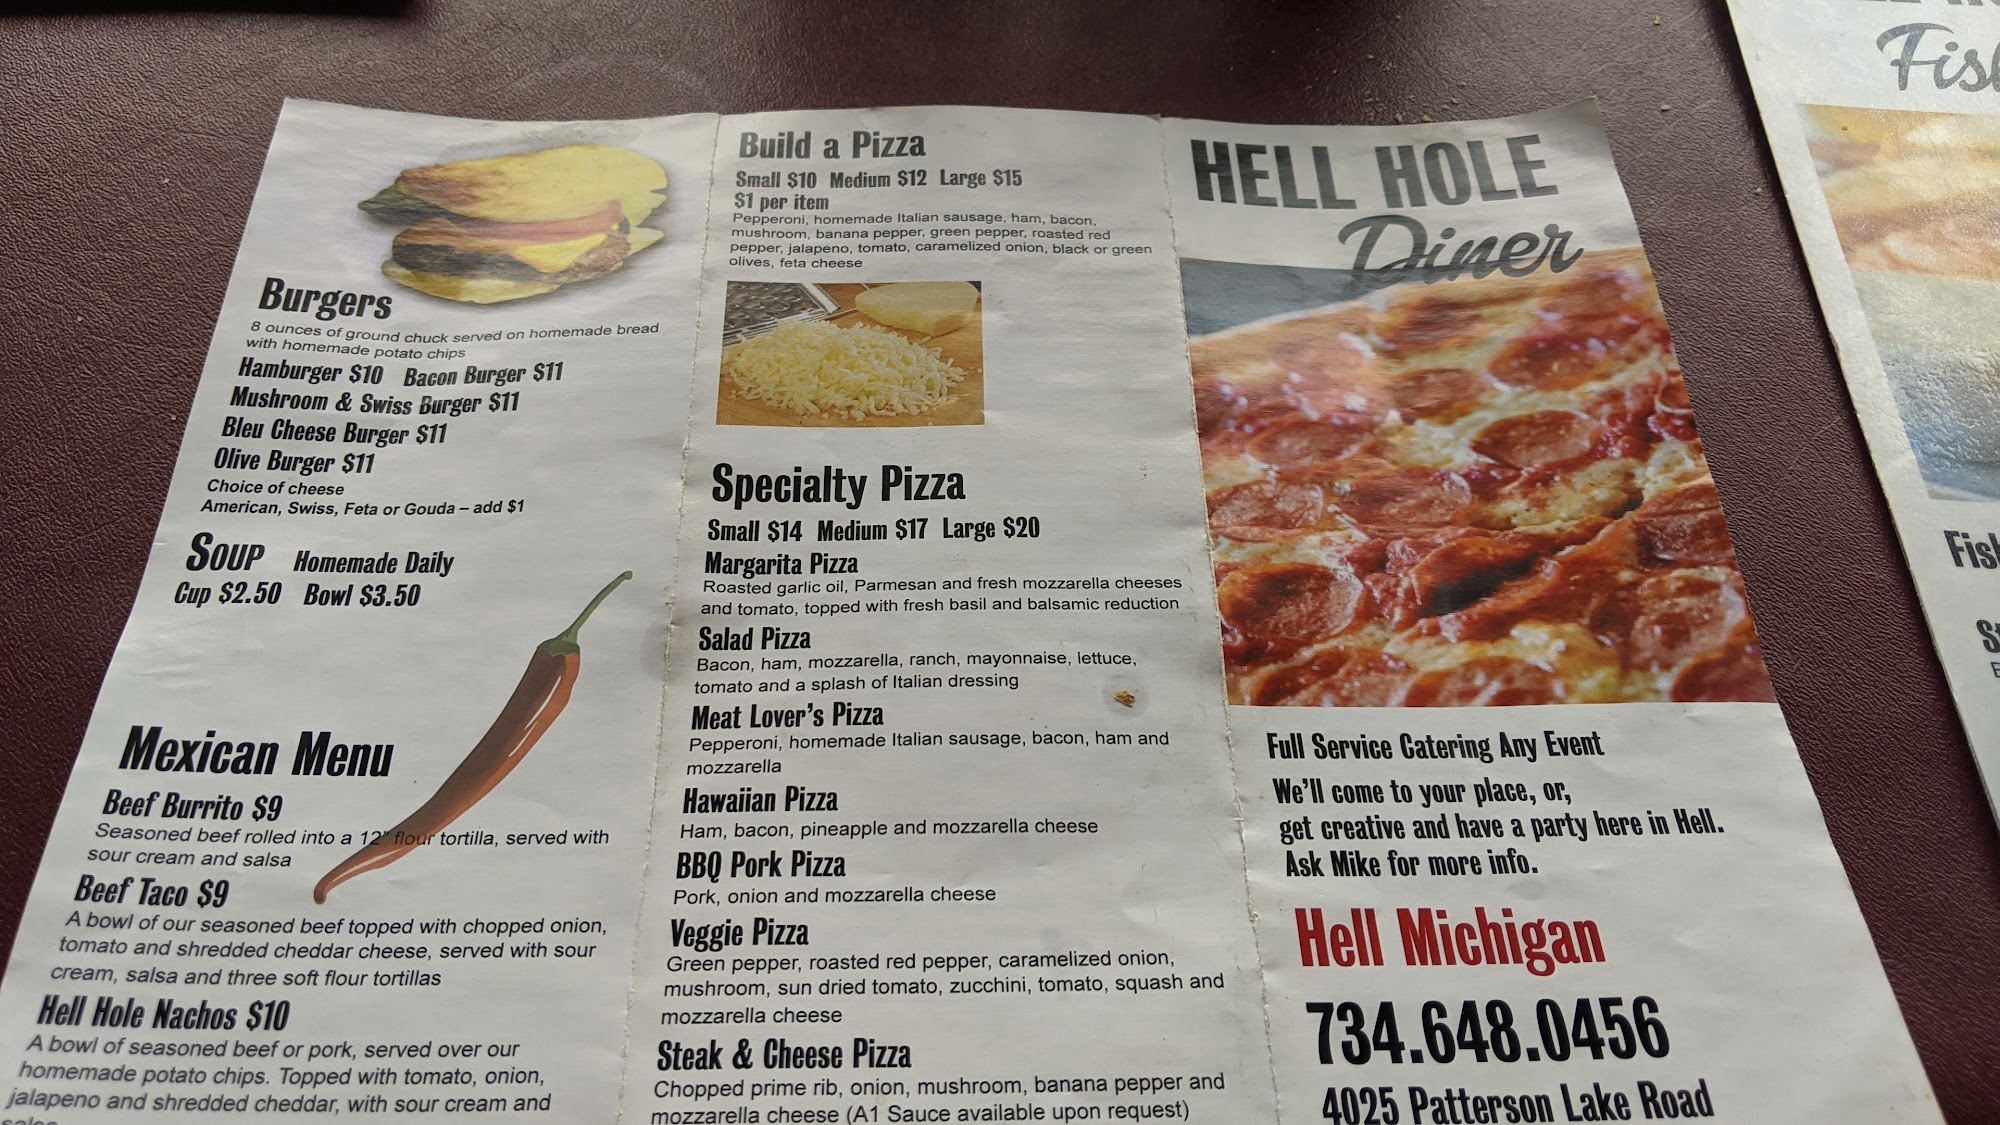 Burgers
8 ounces of ground chuck served on homemade bread
with homemade potato chips
Hamburger $10 Bacon Burger $11
Mushroom & Swiss Burger $11
Bleu Cheese Burger $11
Olive Burger $11
Choice of cheese
American, Swiss, Feta or Gouda – add $1
SOUP Homemade Daily
Cup $2.50 Bowl $3.50
Mexican Menu
Beef Burrito $9
Seasoned beef rolled into a 12" flour tortilla, served with
sour cream and salsa
Beef Taco $9
A bowl of our seasoned beef topped with chopped onion,
tomato and shredded cheddar cheese, served with sour
cream, salsa and three soft flour tortillas
Hell Hole Nachos $10
A bowl of seasoned beef or pork, served over our
homemade potato chips. Topped with tomato, onion,
jalapeno and shredded cheddar, with sour cream and
Build a Pizza
Small $10 Medium $12 Large $15
$1 per item
Pepperoni, homemade Italian sausage, ham, bacon,
mushroom, banana pepper, green pepper, roasted red
pepper, jalapeno, tomato, caramelized onion, black or green
olives, feta cheese
Specialty Pizza
Small $14 Medium $17 Large $20
Margarita Pizza
Roasted garlic oil, Parmesan and fresh mozzarella cheeses
and tomato, topped with fresh basil and balsamic reduction
Salad Pizza
Bacon, ham, mozzarella, ranch, mayonnaise, lettuce,
tomato and a splash of Italian dressing
Meat Lover's Pizza
Pepperoni, homemade Italian sausage, bacon, ham and
mozzarella
Hawaiian Pizza
Ham, bacon, pineapple and mozzarella cheese
BBQ Pork Pizza
Pork, onion and mozzarella cheese
Veggie Pizza
Green pepper, roasted red pepper, caramelized onion,
mushroom, sun dried tomato, zucchini, tomato, squash and
mozzarella cheese
Steak & Cheese Pizza
Chopped prime rib, onion, mushroom, banana pepper and
mozzarella cheese (A1 Sauce available upon request)
HELL HOLE
Diner
Full Service Catering Any Event
We'll come to your place, or,
get creative and have a party here in Hell.
Ask Mike for more info.
Hell Michigan
734.648.0456
4025 Patterson Lake Road